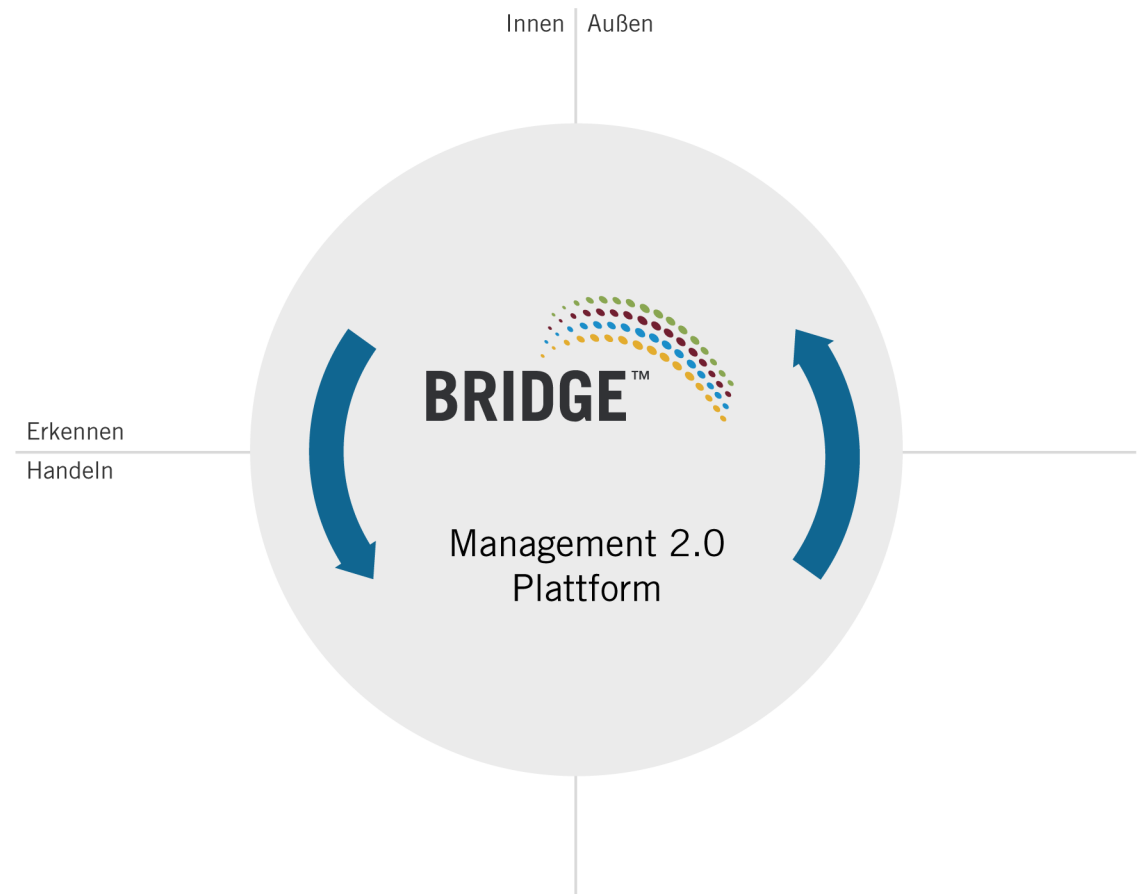 Innen Außen
BRIDGE™
Erkennen
Handeln
Management 2.0
Plattform